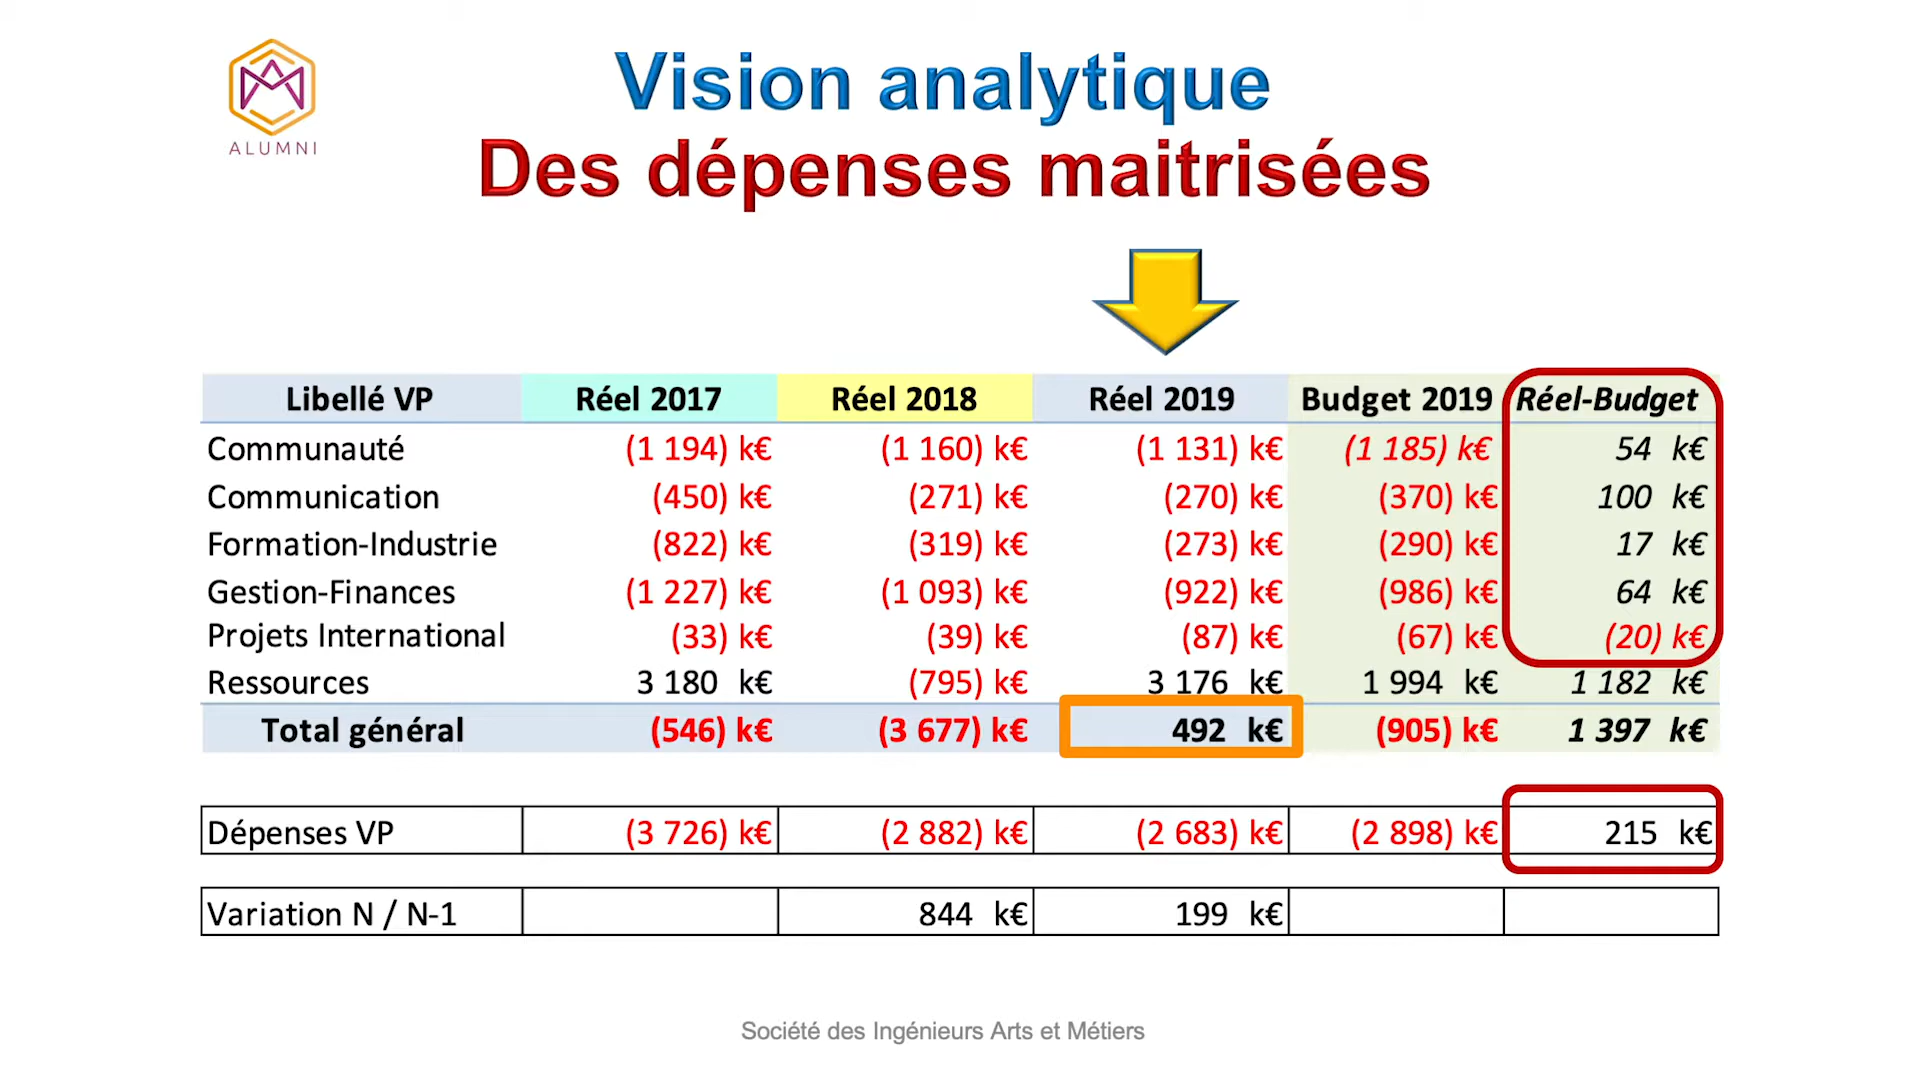 ALUMNI
Vision analytique
Des dépenses maitrisées
Libellé VP Réel 2017 Réel 2018 Réel 2019 Budget 2019 Réel-Budget
Communauté (1 194) k€ (1 160) k€ (1 131) k€ (1 185) k€ 54 k€
Communication (450) k€ (271) k€ (270) k€ (370) k€ 100 k€
Formation-Industrie (822) k€ (319) k€ (273) k€ (290) k€ 17 k€
Gestion-Finances (1 227) k€ (1 093) k€ (922) k€ (986) k€ 64 k€
Projets International (33) k€ (39) k€ (87) k€ (67) k€ (20) k€
Ressources 3 180 k€ (795) k€ 3 176 k€ 1 994 k€ 1 182 k€
Total général (546) k€ (3 677) k€ 492 k€ (905) k€ 1 397 k€
Dépenses VP (3 726) k€ (2 882) k€ (2 683) k€ (2 898) k€ 215 k€
Variation N / N-1 844 k€ 199 k€
Société des Ingénieurs Arts et Métiers